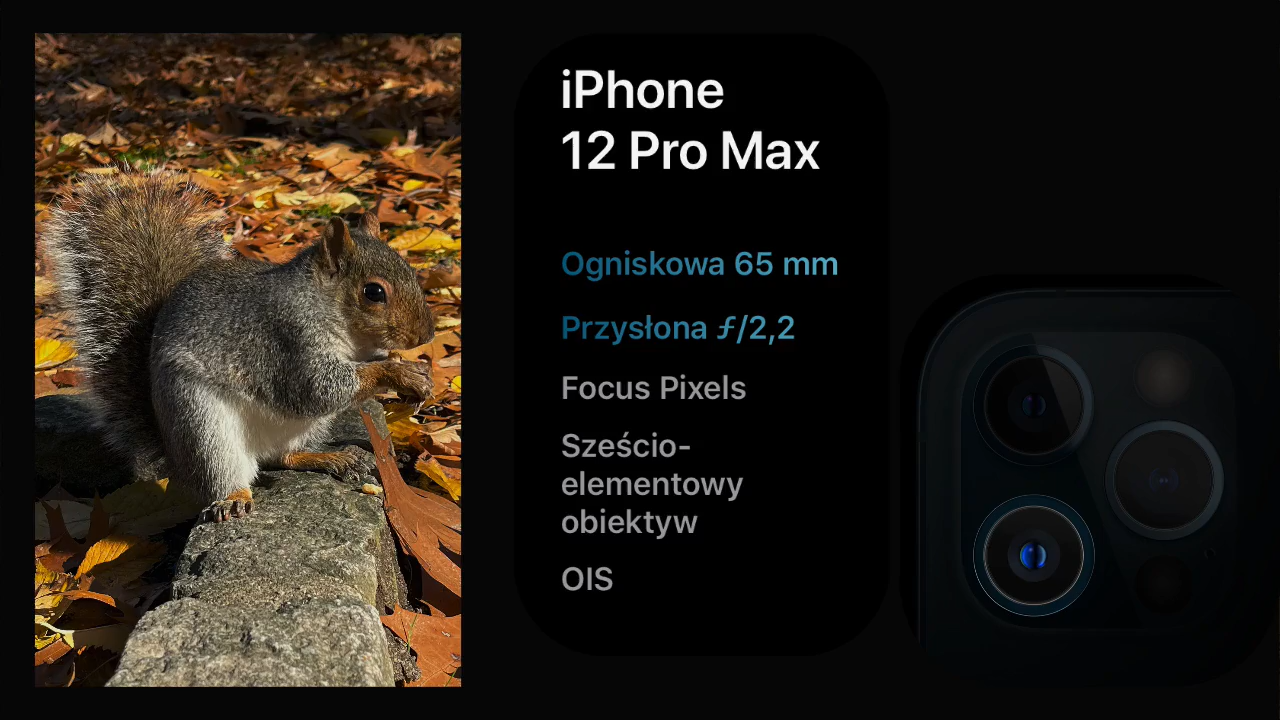 iPhone
12 Pro Max
Ogniskowa 65 mm
Przysłona ƒ/2,2
Focus Pixels
Sześcio-
elementowy
obiektyw
OIS